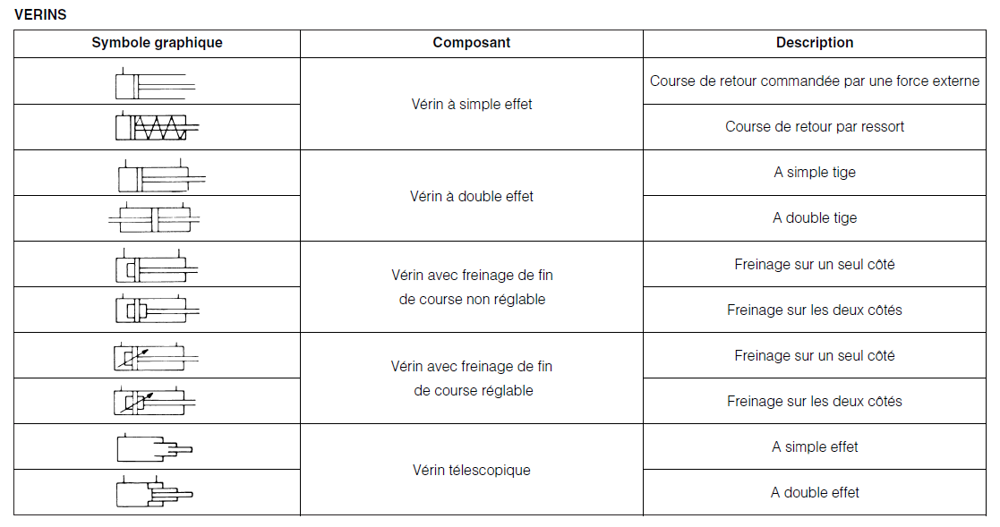 VERINS
Symbole graphique Composant Description
Vérin à simple effet
Course de retour commandée par une force externe
Course de retour par ressort
Vérin à double effet
A simple tige
A double tige
Vérin avec freinage de fin
de course non réglable
Freinage sur un seul côté
Freinage sur les deux côtés
Vérin avec freinage de fin
de course réglable
Freinage sur un seul côté
Freinage sur les deux côtés
Vérin télescopique
A simple effet
A double effet